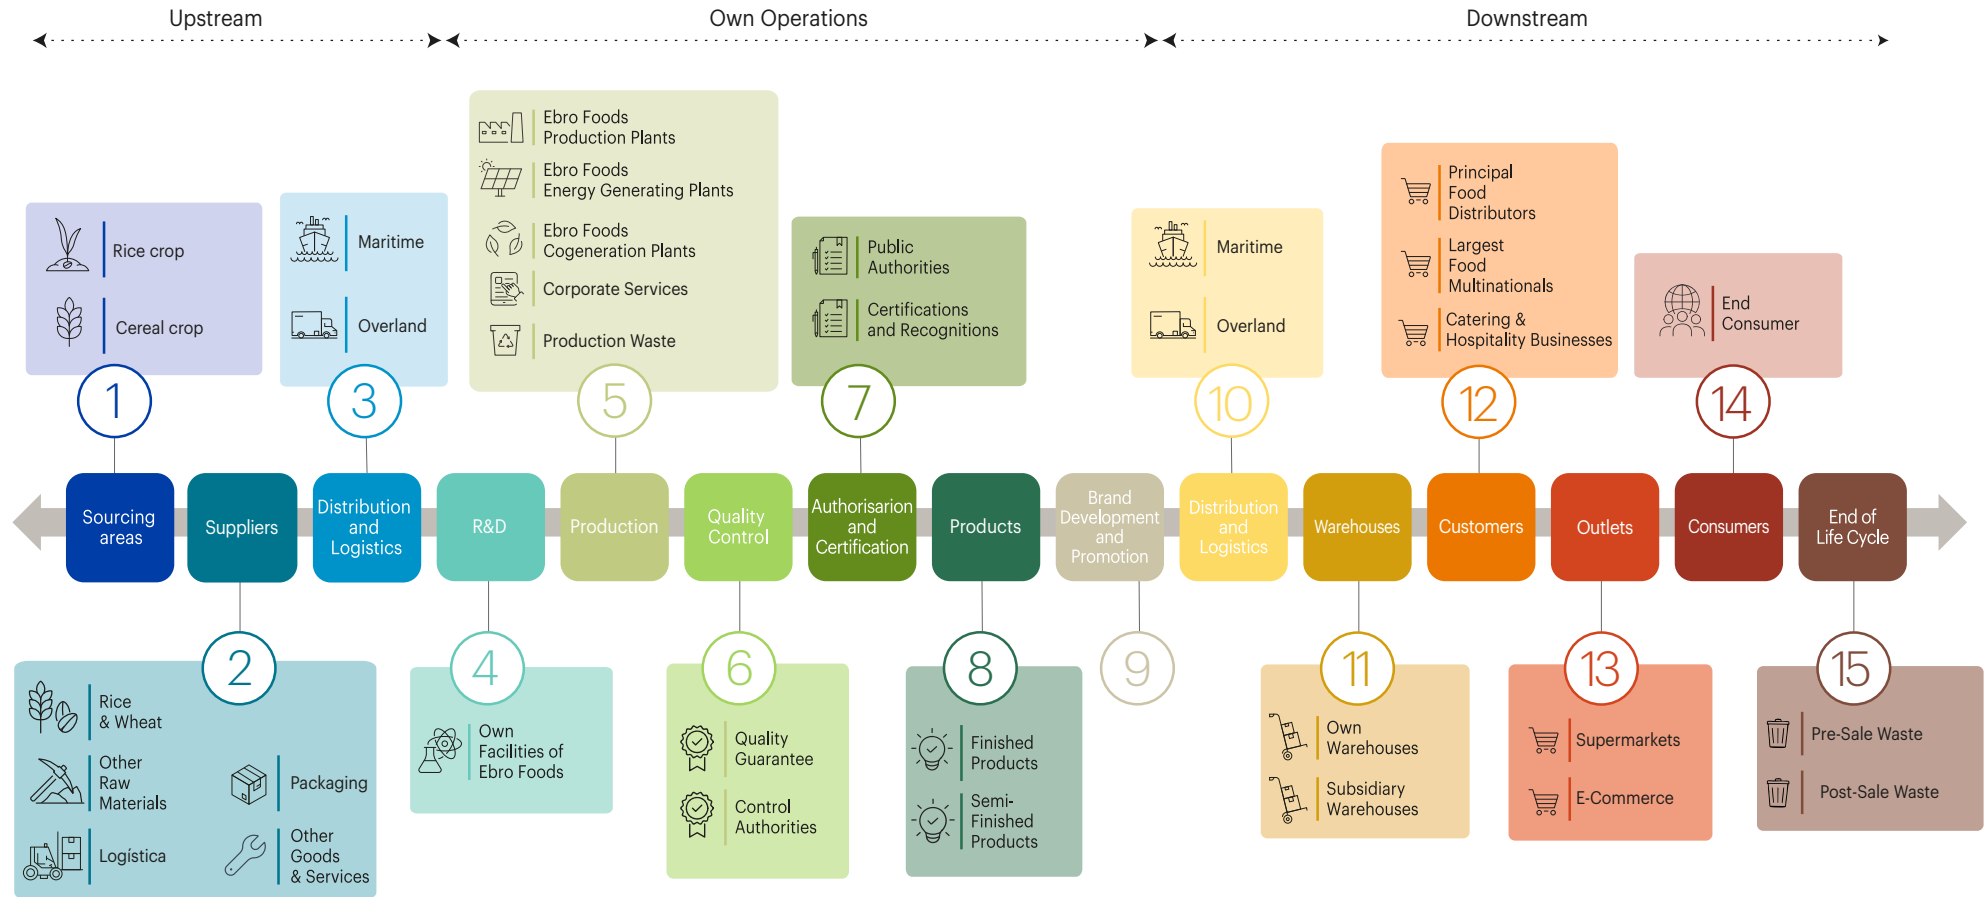 Upstream
Own Operations
Downstream
Rice crop
Cereal crop
1
Maritime
Overland
3
Ebro Foods
Production Plants
Ebro Foods
Energy Generating Plants
Ebro Foods
Cogeneration Plants
Corporate Services
Production Waste
5
Public
Authorities
Certifications
and Recognitions
7
Maritime
Overland
10
Principal
Food
Distributors
Largest
Food
Multinationals
Catering &
Hospitality Businesses
12
End
Consumer
14
Sourcing
areas
Suppliers
Distribution
and
Logistics
R&D
Production
Quality
Control
Authorisarion
and
Certification
Products
Brand
Development
and
Promotion
Distribution
and
Logistics
Warehouses
Customers
Outlets
Consumers
End of
Life Cycle
2
Rice
& Wheat
Other
Raw
Materials
Logística
Packaging
Other
Goods
& Services
4
Own
Facilities of
Ebro Foods
6
Quality
Guarantee
Control
Authorities
8
Finished
Products
Semi-
Finished
Products
9
11
Own
Warehouses
Subsidiary
Warehouses
13
Supermarkets
E-Commerce
15
Pre-Sale Waste
Post-Sale Waste